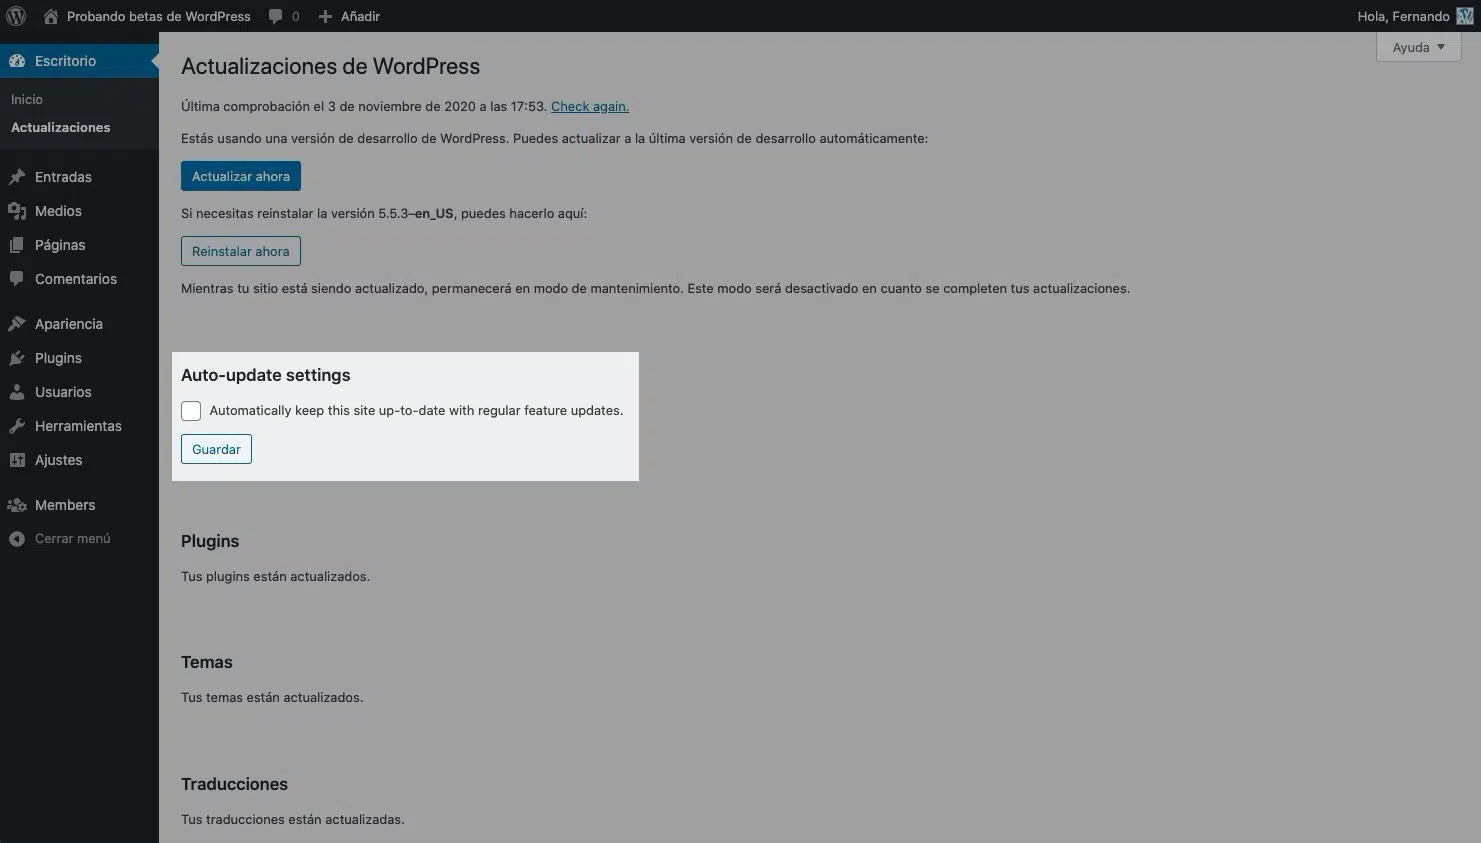 Probando betas de WordPress 0 Añadir Hola, Fernando
Escritorio
Inicio
Actualizaciones
Entradas
Medios
Páginas
Comentarios
Apariencia
Plugins
Usuarios
Herramientas
Ajustes
Members
Cerrar menú
Ayuda
Actualizaciones de WordPress
Última comprobación el 3 de noviembre de 2020 a las 17:53. Check again.
Estás usando una versión de desarrollo de WordPress. Puedes actualizar a la última versión de desarrollo automáticamente:
Actualizar ahora
Si necesitas reinstalar la versión 5.5.3–en_US, puedes hacerlo aquí:
Reinstalar ahora
Mientras tu sitio está siendo actualizado, permanecerá en modo de mantenimiento. Este modo será desactivado en cuanto se completen tus actualizaciones.
Auto-update settings
Automatically keep this site up-to-date with regular feature updates.
Guardar
Plugins
Tus plugins están actualizados.
Temas
Tus temas están actualizados.
Traducciones
Tus traducciones están actualizadas.